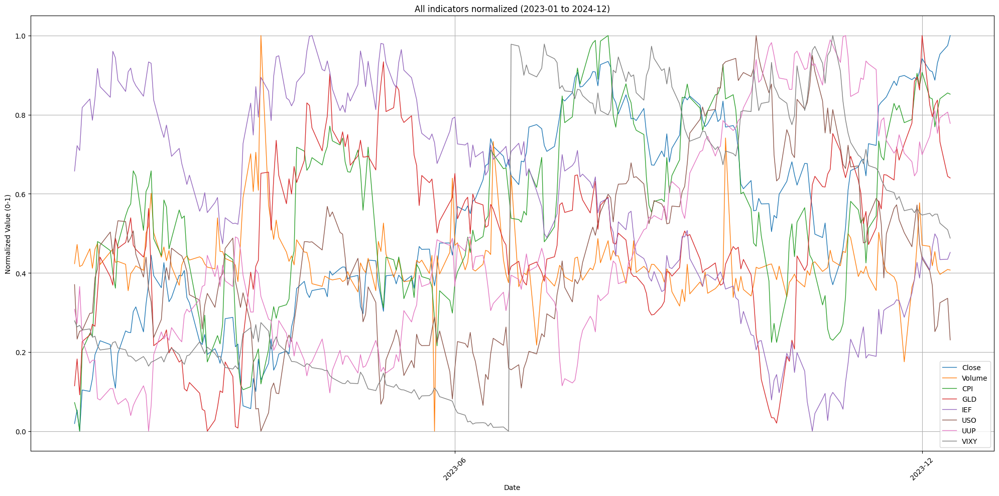 All indicators normalized (2023-01 to 2024-12)
Normalized Value (0-1)
1.0
0.8
0.6
0.4
0.2
0.0
2023-06
2023-12
Date
Close
Volume
CPI
GLD
IEF
USO
UUP
VIXY